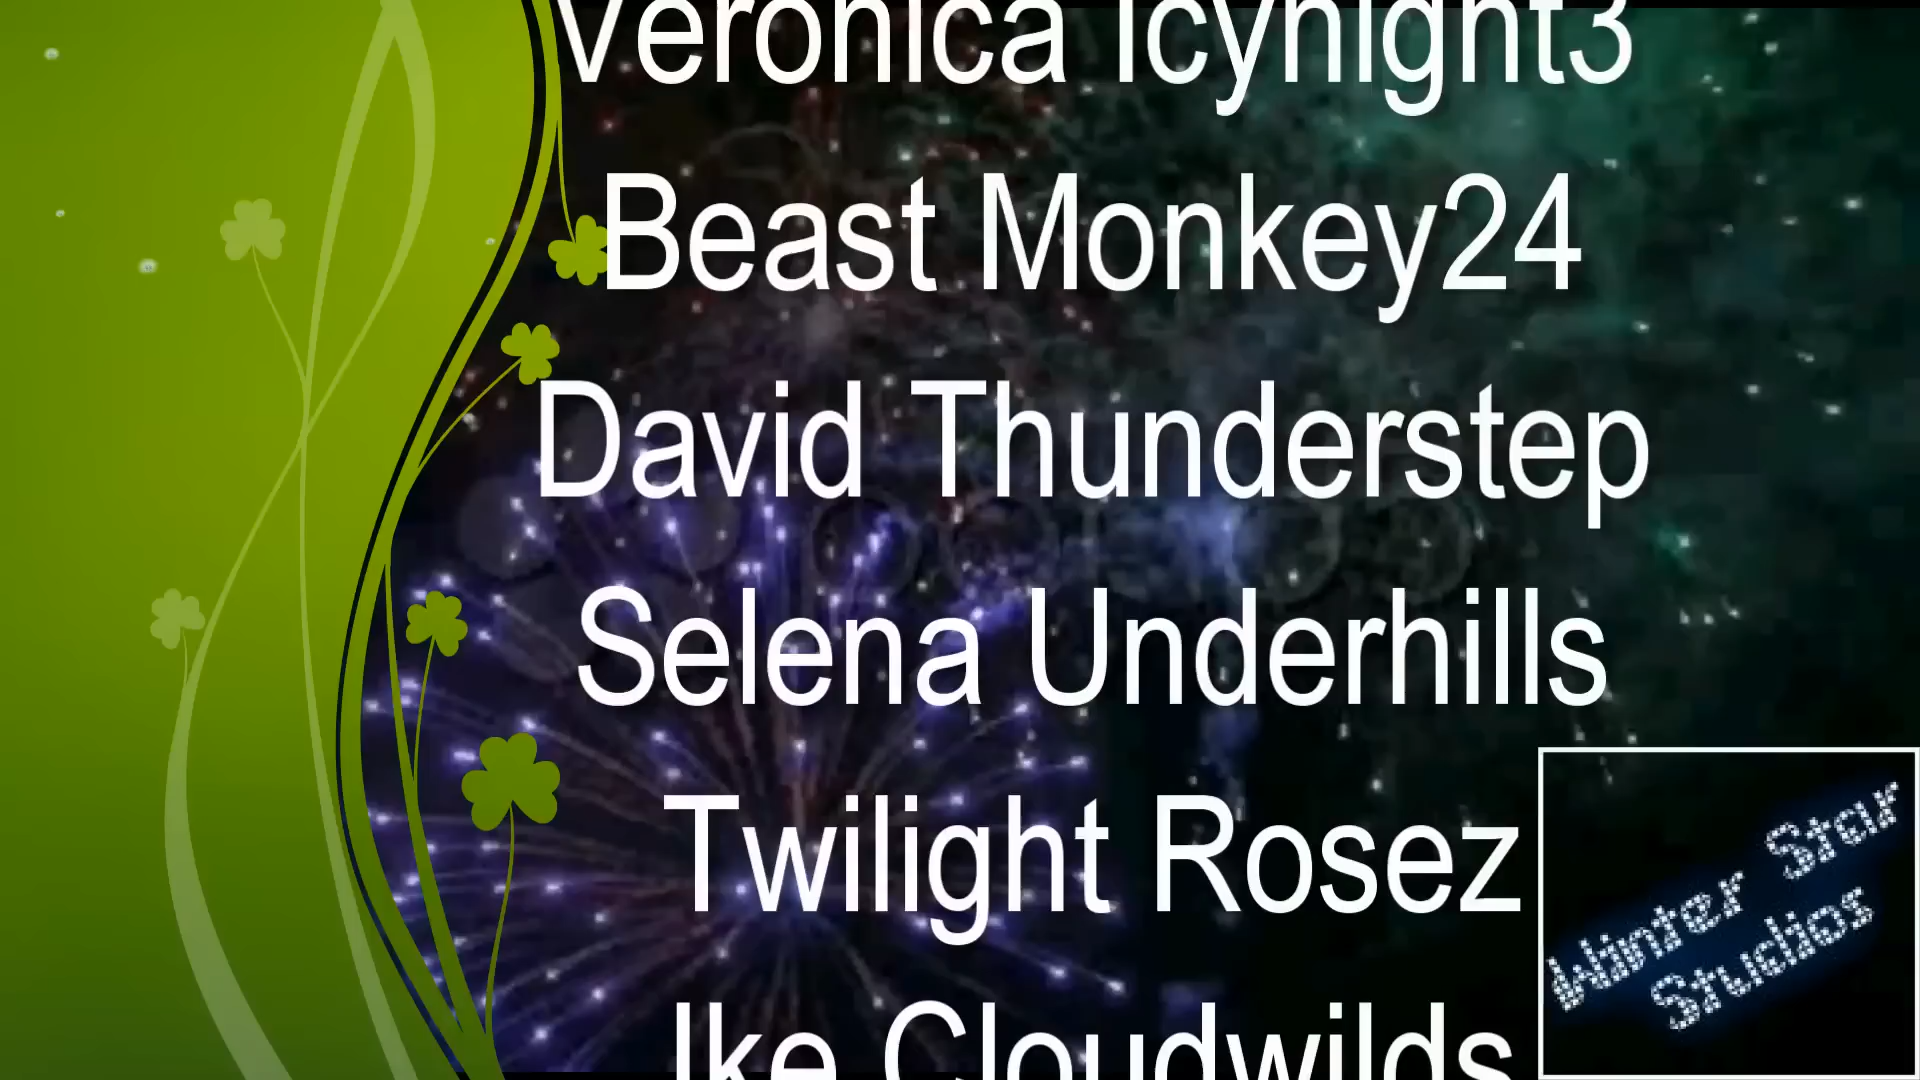 Veronica Icynight3
Beast Monkey24
David Thunderstep
Selena Underhills
Twilight Rosez
Ike Cloudwilds
Winter Star
Studios